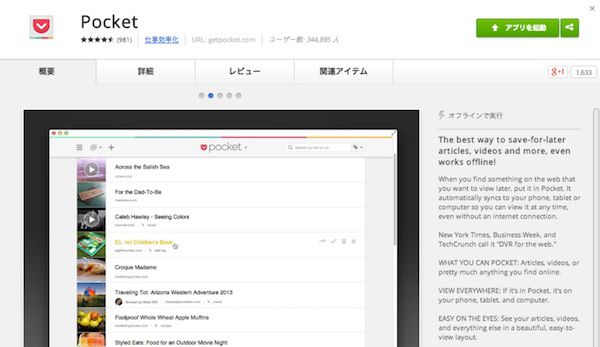 Pocket
(981) 仕事効率化 URL: getpocket.com ユーザー数: 344,895 人
アプリを起動
概要 詳細 レビュー 関連アイテム
+1 1,633
pocket
Search by title or url
Across the Salish Sea
vimeo.com
For the Dad-To-Be
Caleb Hawley - Seeing Colors
youtube.com music
Eli, no! Children's Book
Croque Madame
Traveling Tot: Arizona Western Adventure 2013
Foolproof Whole Wheat Apple Muffins
recipes
Styled Eats: Food for an Outdoor Movie Night
オフラインで実行
The best way to save-for-later
articles, videos and more, even
works offline!
When you find something on the web that
you want to view later, put it in Pocket. It
automatically syncs to your phone, tablet or
computer so you can view it at any time,
even without an internet connection.
New York Times, Business Week, and
TechCrunch call it "DVR for the web."
WHAT YOU CAN POCKET: Articles, videos, or
pretty much anything you find online.
VIEW EVERYWHERE: If it's in Pocket, it's on
your phone, tablet, and computer.
EASY ON THE EYES: See your articles, videos,
and everything else in a beautiful, easy-to-
view layout.